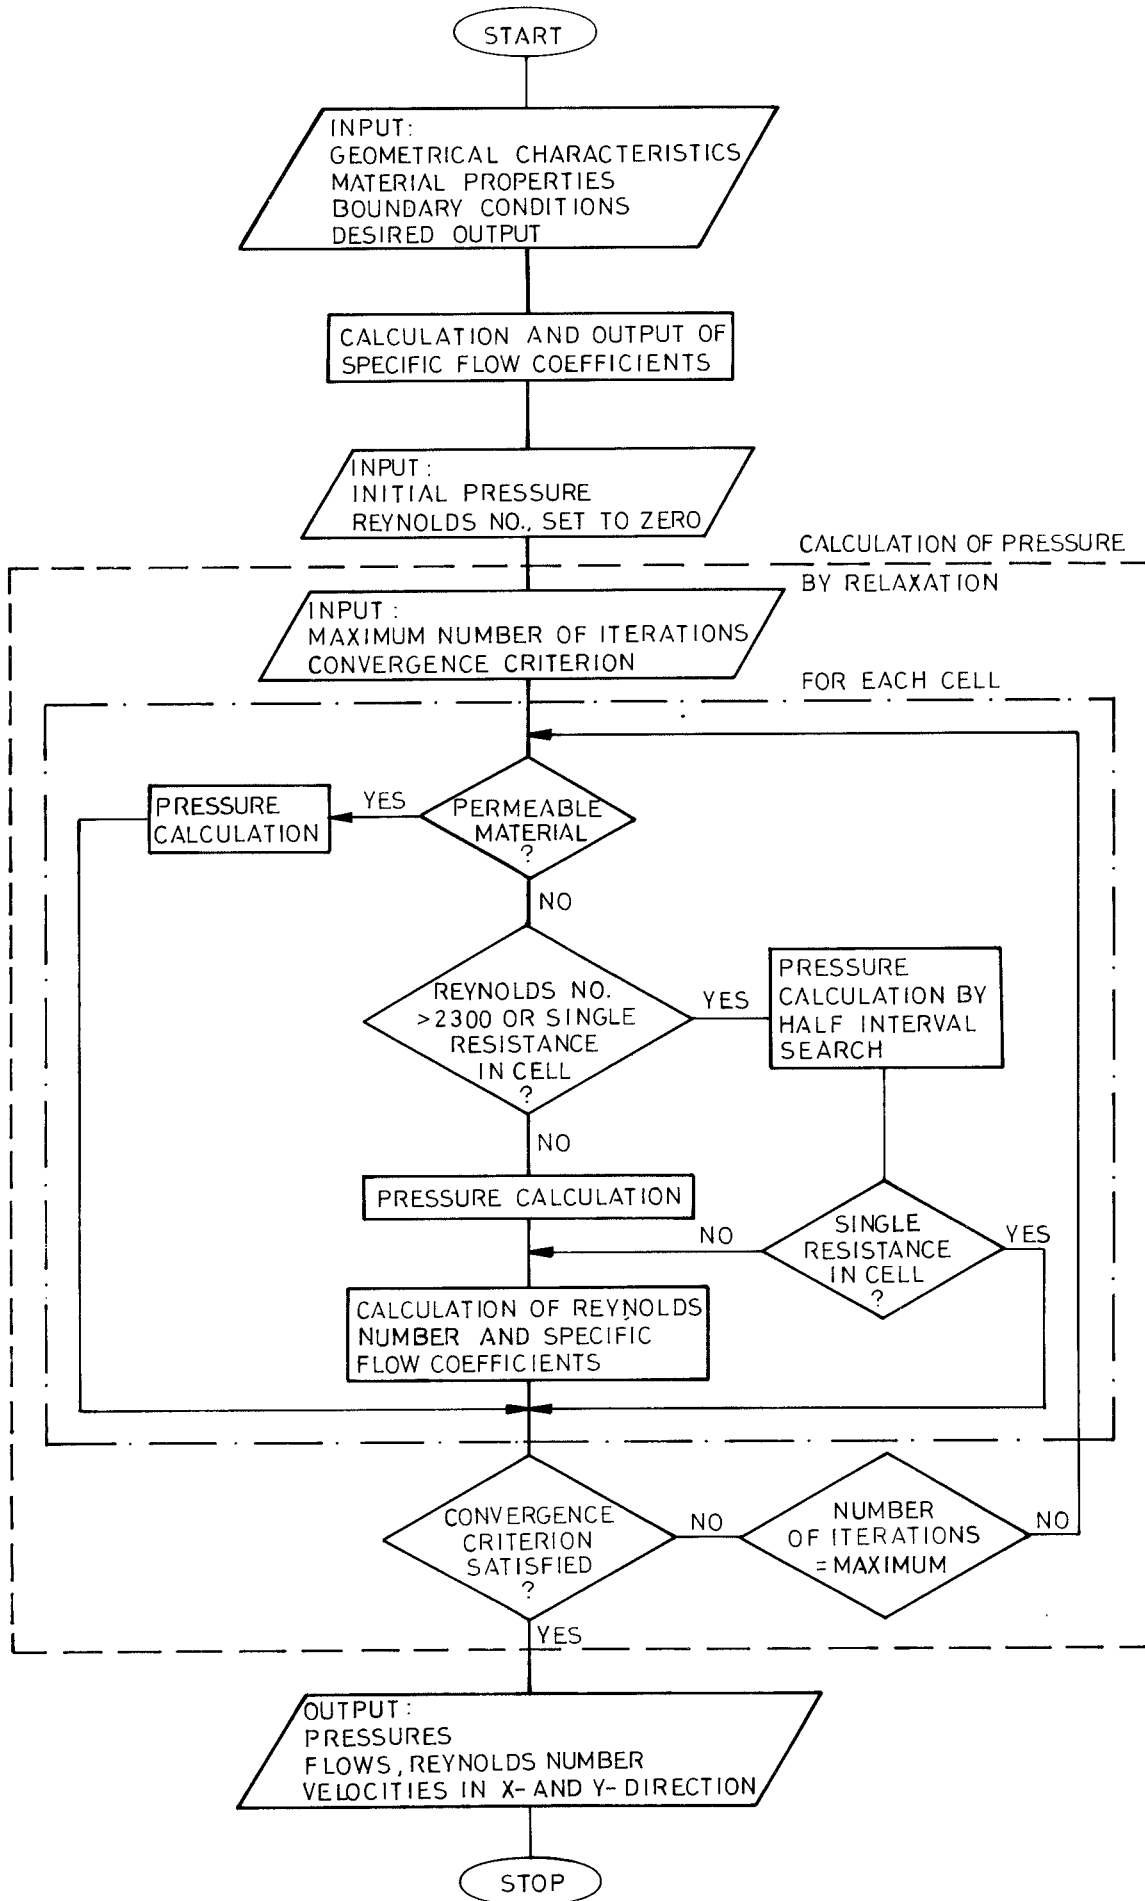 START
INPUT:
GEOMETRICAL CHARACTERISTICS
MATERIAL PROPERTIES
BOUNDARY CONDITIONS
DESIRED OUTPUT
CALCULATION AND OUTPUT OF
SPECIFIC FLOW COEFFICIENTS
INPUT:
INITIAL PRESSURE
REYNOLDS NO., SET TO ZERO
CALCULATION OF PRESSURE
BY RELAXATION
INPUT:
MAXIMUM NUMBER OF ITERATIONS
CONVERGENCE CRITERION
FOR EACH CELL
PRESSURE
CALCULATION
YES
PERMEABLE
MATERIAL
?
NO
REYNOLDS NO.
>2300 OR SINGLE
RESISTANCE
IN CELL
?
YES
PRESSURE
CALCULATION BY
HALF INTERVAL
SEARCH
NO
PRESSURE CALCULATION
NO
SINGLE
RESISTANCE
IN CELL
?
YES
CALCULATION OF REYNOLDS
NUMBER AND SPECIFIC
FLOW COEFFICIENTS
CONVERGENCE
CRITERION
SATISFIED
?
NO
NUMBER
OF ITERATIONS
= MAXIMUM
NO
YES
OUTPUT:
PRESSURES
FLOWS, REYNOLDS NUMBER
VELOCITIES IN X- AND Y- DIRECTION
STOP